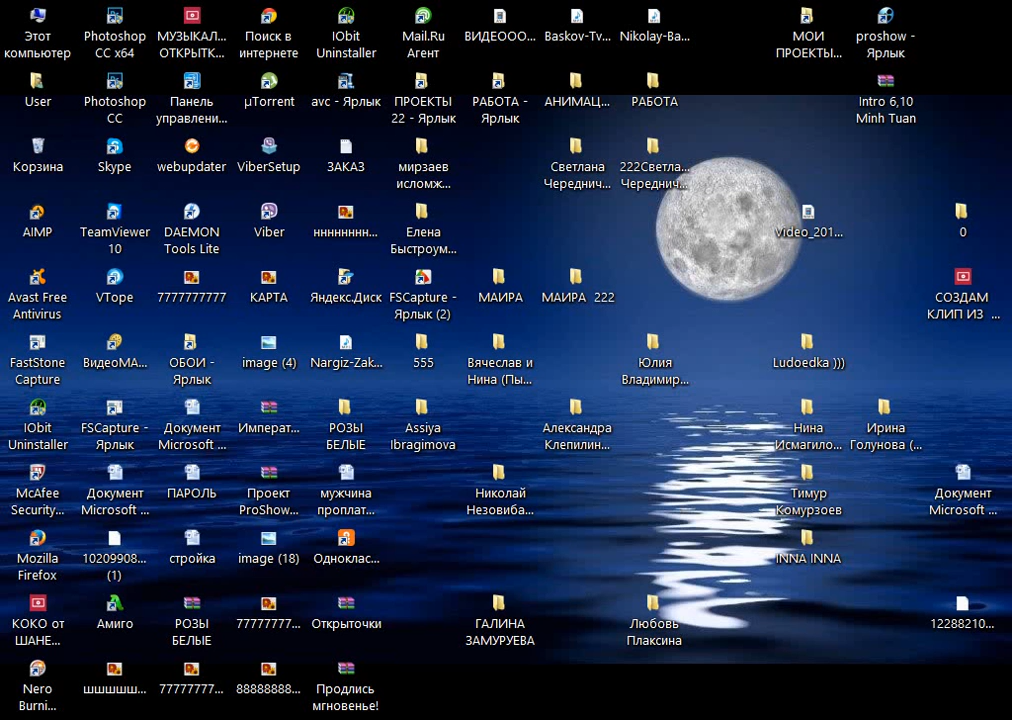 Этот
компьютер
Photoshop
CC x64
МУЗЫКАЛ...
ОТКРЫТК...
Поиск в
интернете
IObit
Uninstaller
Mail.Ru
Агент
ВИДЕООО...
Baskov-Tv...
Nikolay-Ba...
МОИ
ПРОЕКТЫ...
proshow -
Ярлык
User
Photoshop
CC
Панель
управлени...
µTorrent
avc - Ярлык
ПРОЕКТЫ
22 - Ярлык
РАБОТА -
Ярлык
АНИМАЦ...
РАБОТА
Intro 6,10
Minh Tuan
Корзина
Skype
webupdater
ViberSetup
ЗАКАЗ
мирзаев
исломж...
Светлана
Череднич...
222Светла...
Череднич...
AIMP
TeamViewer
10
DAEMON
Tools Lite
Viber
ннннннннн...
Елена
Быстроум...
Video_201...
0
Avast Free
Antivirus
VTope
7777777777
КАРТА
Яндекс.Диск
FSCapture -
Ярлык (2)
МАИРА
МАИРА 222
СОЗДАМ
КЛИП ИЗ ...
FastStone
Capture
ВидеоМА...
ОБОИ -
Ярлык
image (4)
Nargiz-Zak...
555
Вячеслав и
Нина (Пы...
Юлия
Владимир...
Ludoedka )))
IObit
Uninstaller
FSCapture -
Ярлык
Документ
Microsoft ...
Императ...
РОЗЫ
БЕЛЫЕ
Assiya
Ibragimova
Александра
Клепилин...
Нина
Исмагило...
Ирина
Голунова (...
McAfee
Security...
Документ
Microsoft ...
ПАРОЛЬ
Проект
ProShow...
мужчина
проплат...
Николай
Незовиба...
Тимур
Комурзоев
Документ
Microsoft ...
Mozilla
Firefox
10209908...
(1)
стройка
image (18)
Одноклас...
INNA INNA
КОКО от
ШАНЕ...
Амиго
РОЗЫ
БЕЛЫЕ
77777777...
Открыточки
ГАЛИНА
ЗАМУРУЕВА
Любовь
Плаксина
12288210...
Nero
Burni...
шшшшш...
77777777...
88888888...
Продлись
мгновенье!